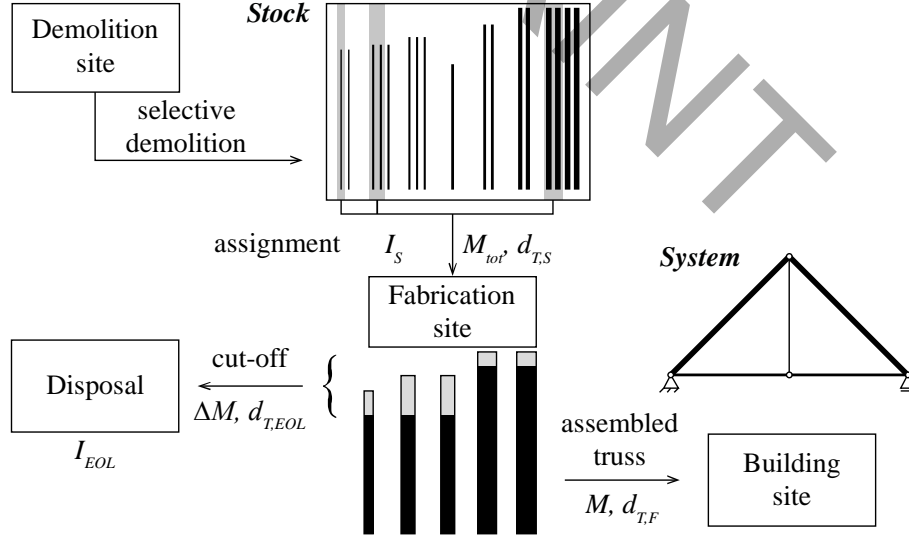 Stock
Demolition
site
selective
demolition
assignment
I_S
M_tot, d_T,S
System
Fabrication
site
cut-off
Disposal
{
ΔM, d_T,EOL
I_EOL
assembled
truss
M, d_T,F
Building
site